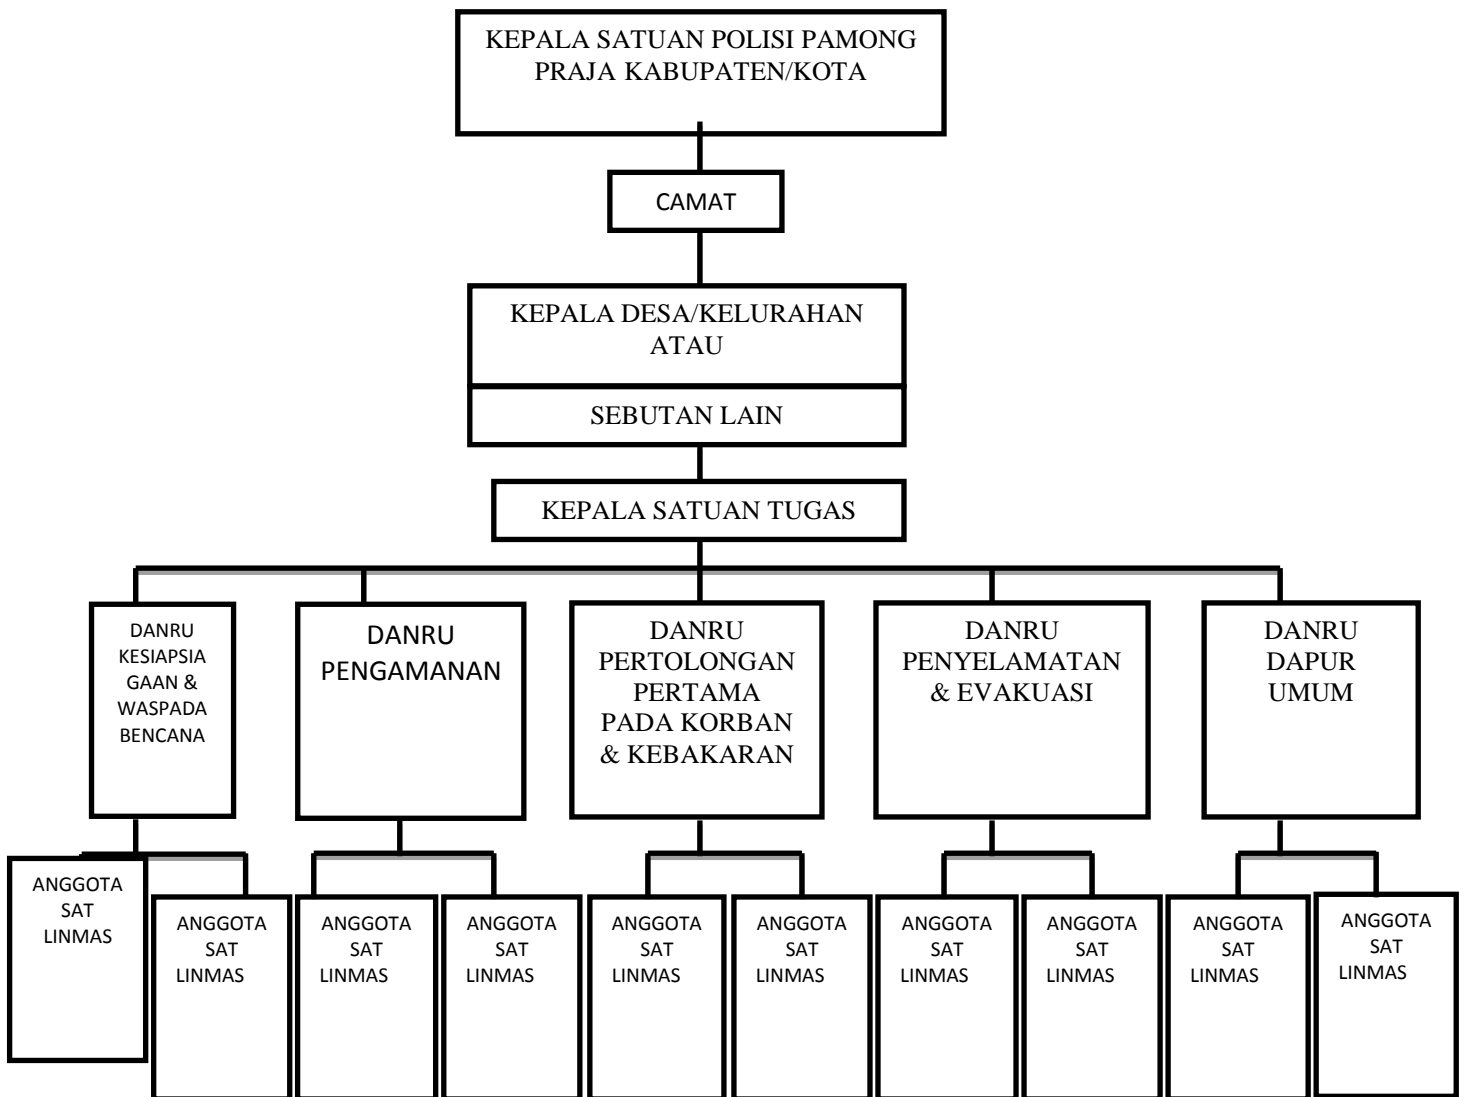 KEPALA SATUAN POLISI PAMONG
PRAJA KABUPATEN/KOTA
CAMAT
KEPALA DESA/KELURAHAN
ATAU
SEBUTAN LAIN
KEPALA SATUAN TUGAS
DANRU
KESIAPSIA
GAAN &
WASPADA
BENCANA
DANRU
PENGAMANAN
DANRU
PERTOLONGAN
PERTAMA
PADA KORBAN
& KEBAKARAN
DANRU
PENYELAMATAN
& EVAKUASI
DANRU
DAPUR
UMUM
ANGGOTA
SAT
LINMAS
ANGGOTA
SAT
LINMAS
ANGGOTA
SAT
LINMAS
ANGGOTA
SAT
LINMAS
ANGGOTA
SAT
LINMAS
ANGGOTA
SAT
LINMAS
ANGGOTA
SAT
LINMAS
ANGGOTA
SAT
LINMAS
ANGGOTA
SAT
LINMAS
ANGGOTA
SAT
LINMAS